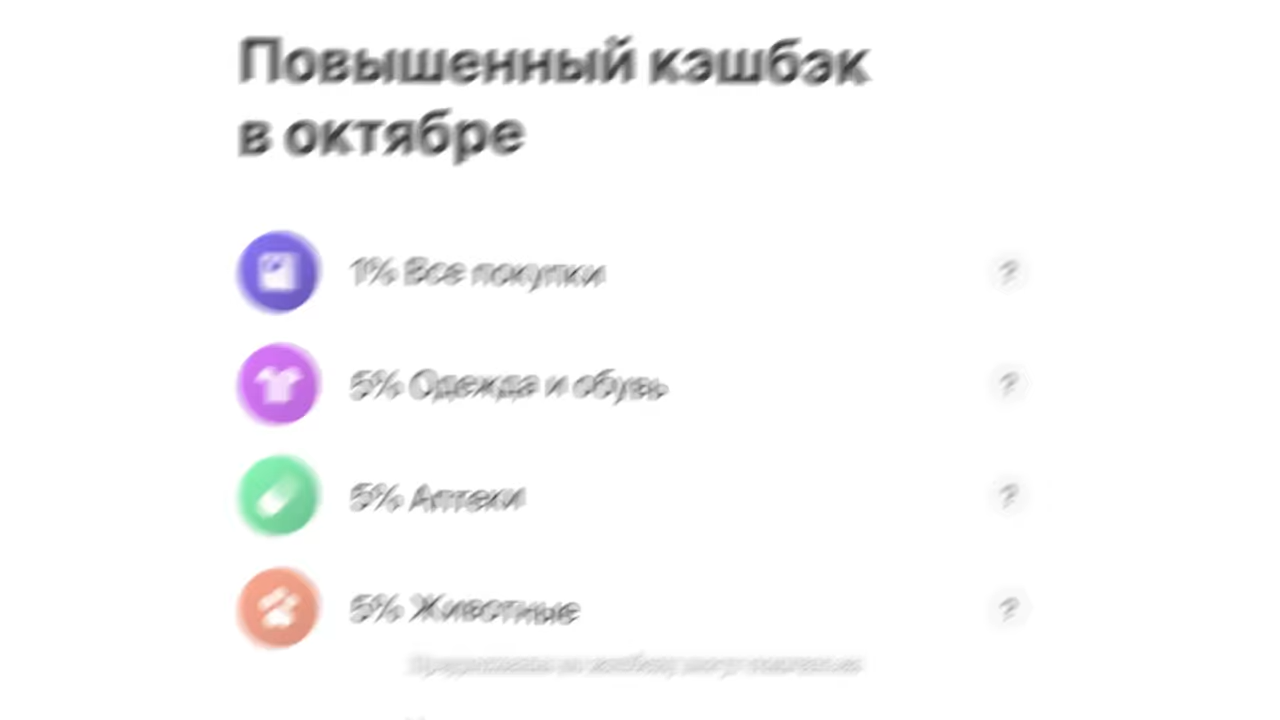 Повышенный кэшбэк
в октябре
1% Все покупки
?
5% Одежда и обувь
?
5% Аптеки
?
5% Животные
?